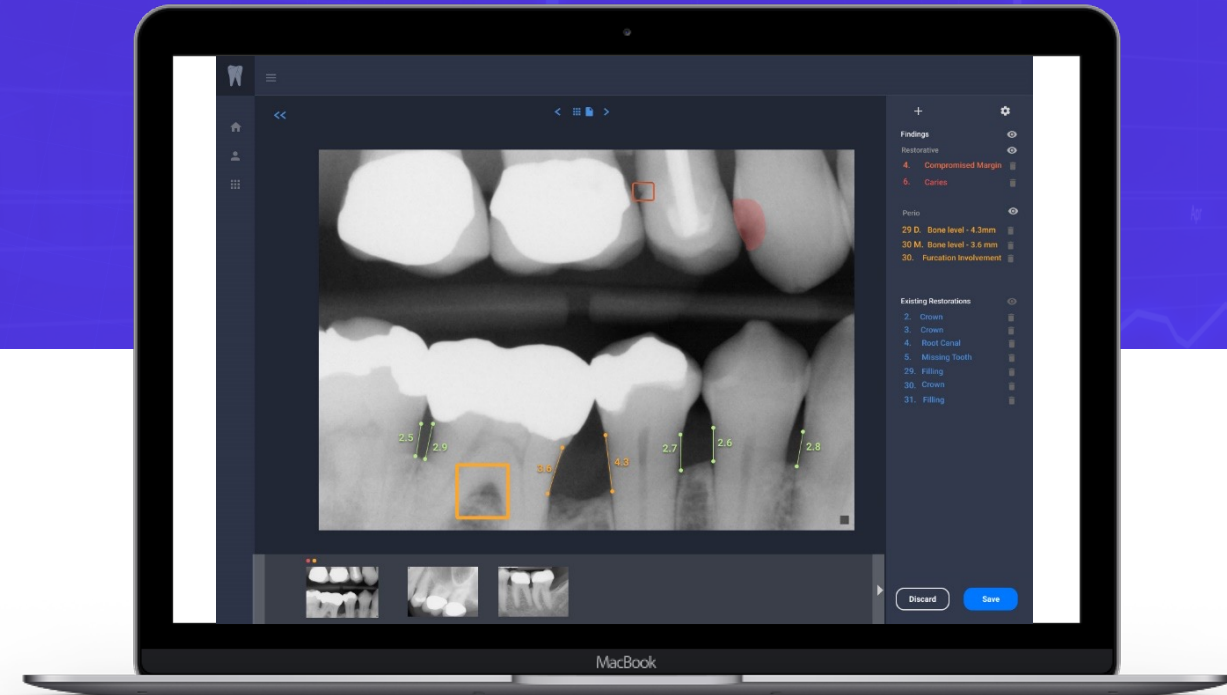 Findings
Restorative
4. Compromised Margin
6. Caries
Perio
29 D. Bone level - 4.3mm
30 M. Bone level - 3.6 mm
30. Furcation Involvement
Existing Restorations
2. Crown
3. Crown
4. Root Canal
5. Missing Tooth
29. Filling
30. Crown
31. Filling
2.5
2.9
3.6
4.3
2.7
2.6
2.8
Discard
Save
MacBook